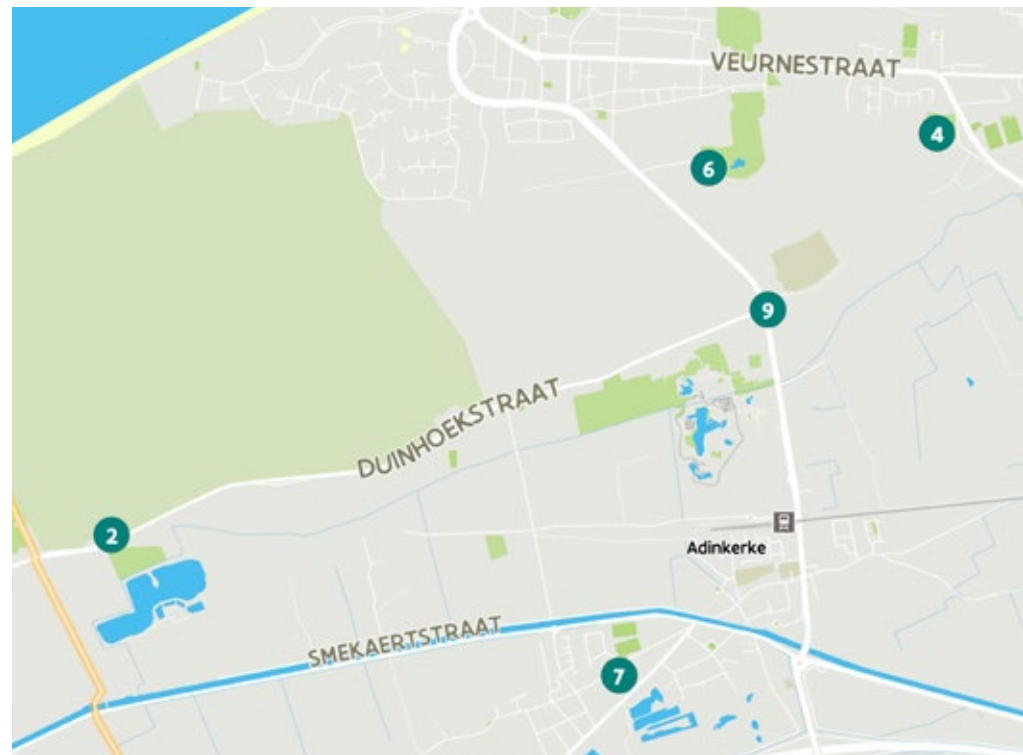 VEURNESTRAAT
4
6
9
DUINHOEKSTRAAT
2
Adinkerke
SMEKAERTSTRAAT
7